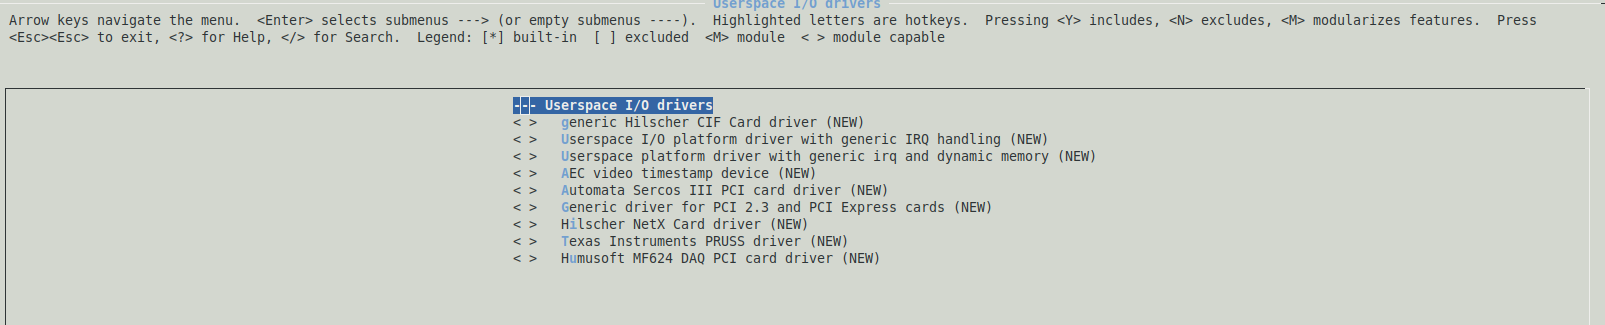 Userspace I/O drivers
Arrow keys navigate the menu.  <Enter> selects submenus ---> (or empty submenus ----).  Highlighted letters are hotkeys.  Pressing <Y> includes, <N> excludes, <M> modularizes features.  Press
<Esc><Esc> to exit, <?> for Help, </> for Search.  Legend: [*] built-in  [ ] excluded  <M> module  < > module capable
--- Userspace I/O drivers
< >   generic Hilscher CIF Card driver (NEW)
< >   Userspace I/O platform driver with generic IRQ handling (NEW)
< >   Userspace platform driver with generic irq and dynamic memory (NEW)
< >   AEC video timestamp device (NEW)
< >   Automata Sercos III PCI card driver (NEW)
< >   Generic driver for PCI 2.3 and PCI Express cards (NEW)
< >   Hilscher NetX Card driver (NEW)
< >   Texas Instruments PRUSS driver (NEW)
< >   Humusoft MF624 DAQ PCI card driver (NEW)